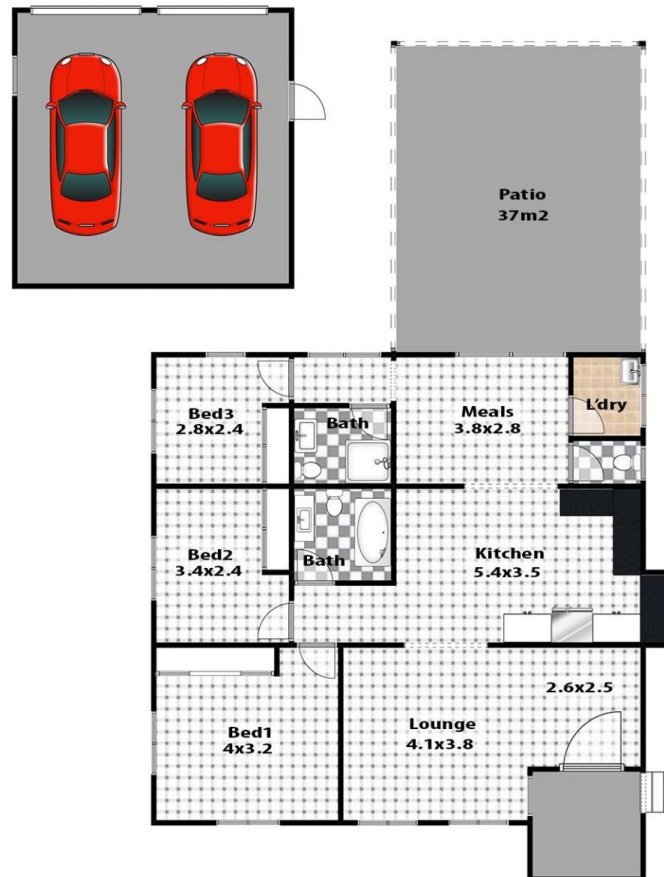 Patio
37m2
Bed3
2.8x2.4
Bath
Meals
3.8x2.8
L'dry
Bed2
3.4x2.4
Bath
Kitchen
5.4x3.5
Bed1
4x3.2
Lounge
4.1x3.8
2.6x2.5